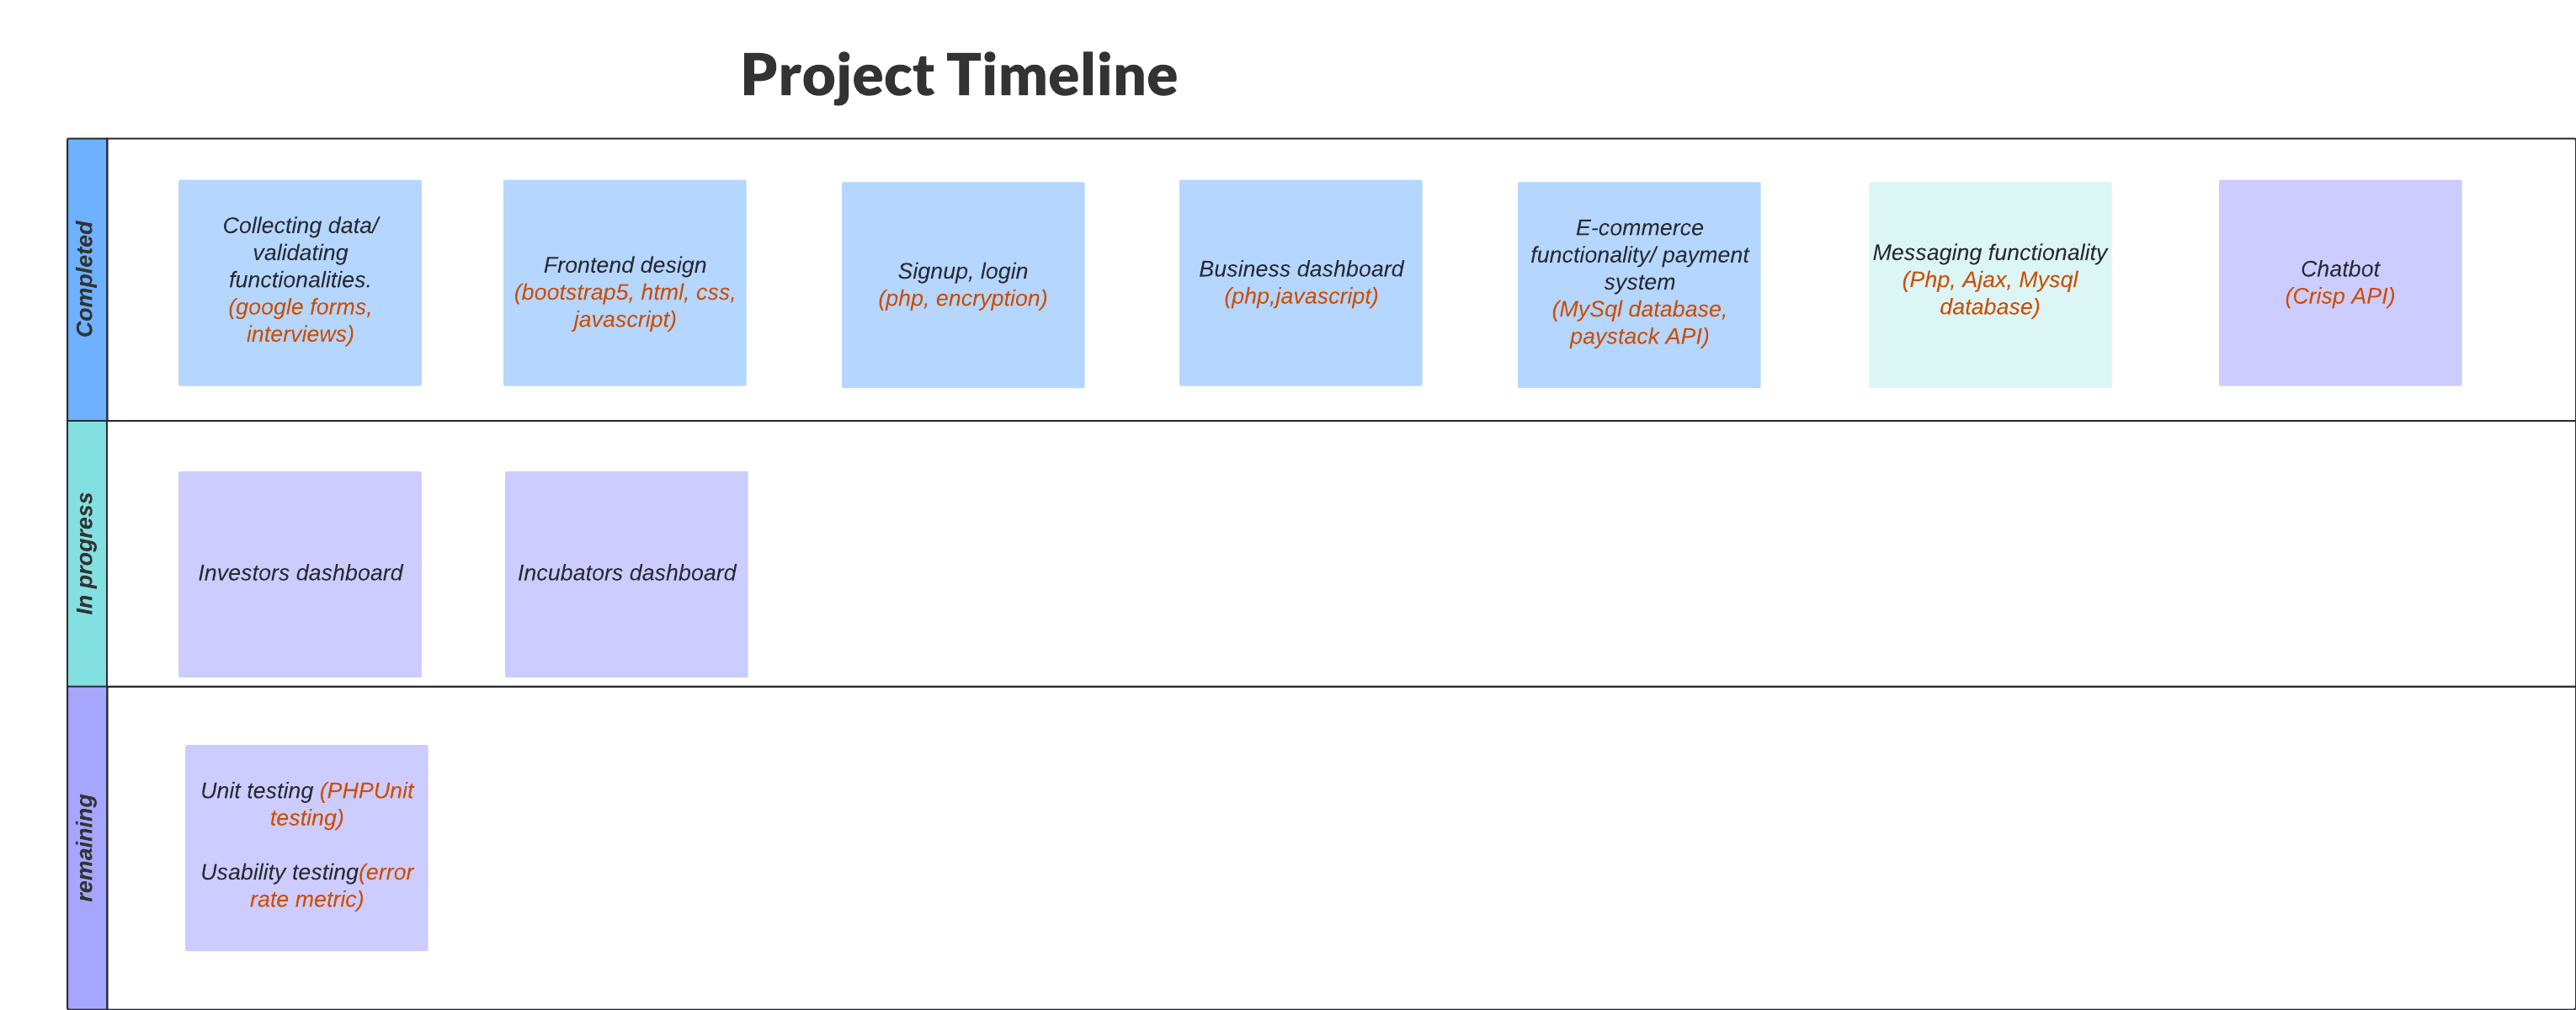 Project Timeline
Completed
Collecting data/
validating
functionalities.
(google forms,
interviews)
Frontend design
(bootstrap5, html, css,
javascript)
Signup, login
(php, encryption)
Business dashboard
(php,javascript)
E-commerce
functionality/ payment
system
(MySql database,
paystack API)
Messaging functionality
(Php, Ajax, Mysql
database)
Chatbot
(Crisp API)
In progress
Investors dashboard
Incubators dashboard
remaining
Unit testing (PHPUnit
testing)
Usability testing(error
rate metric)